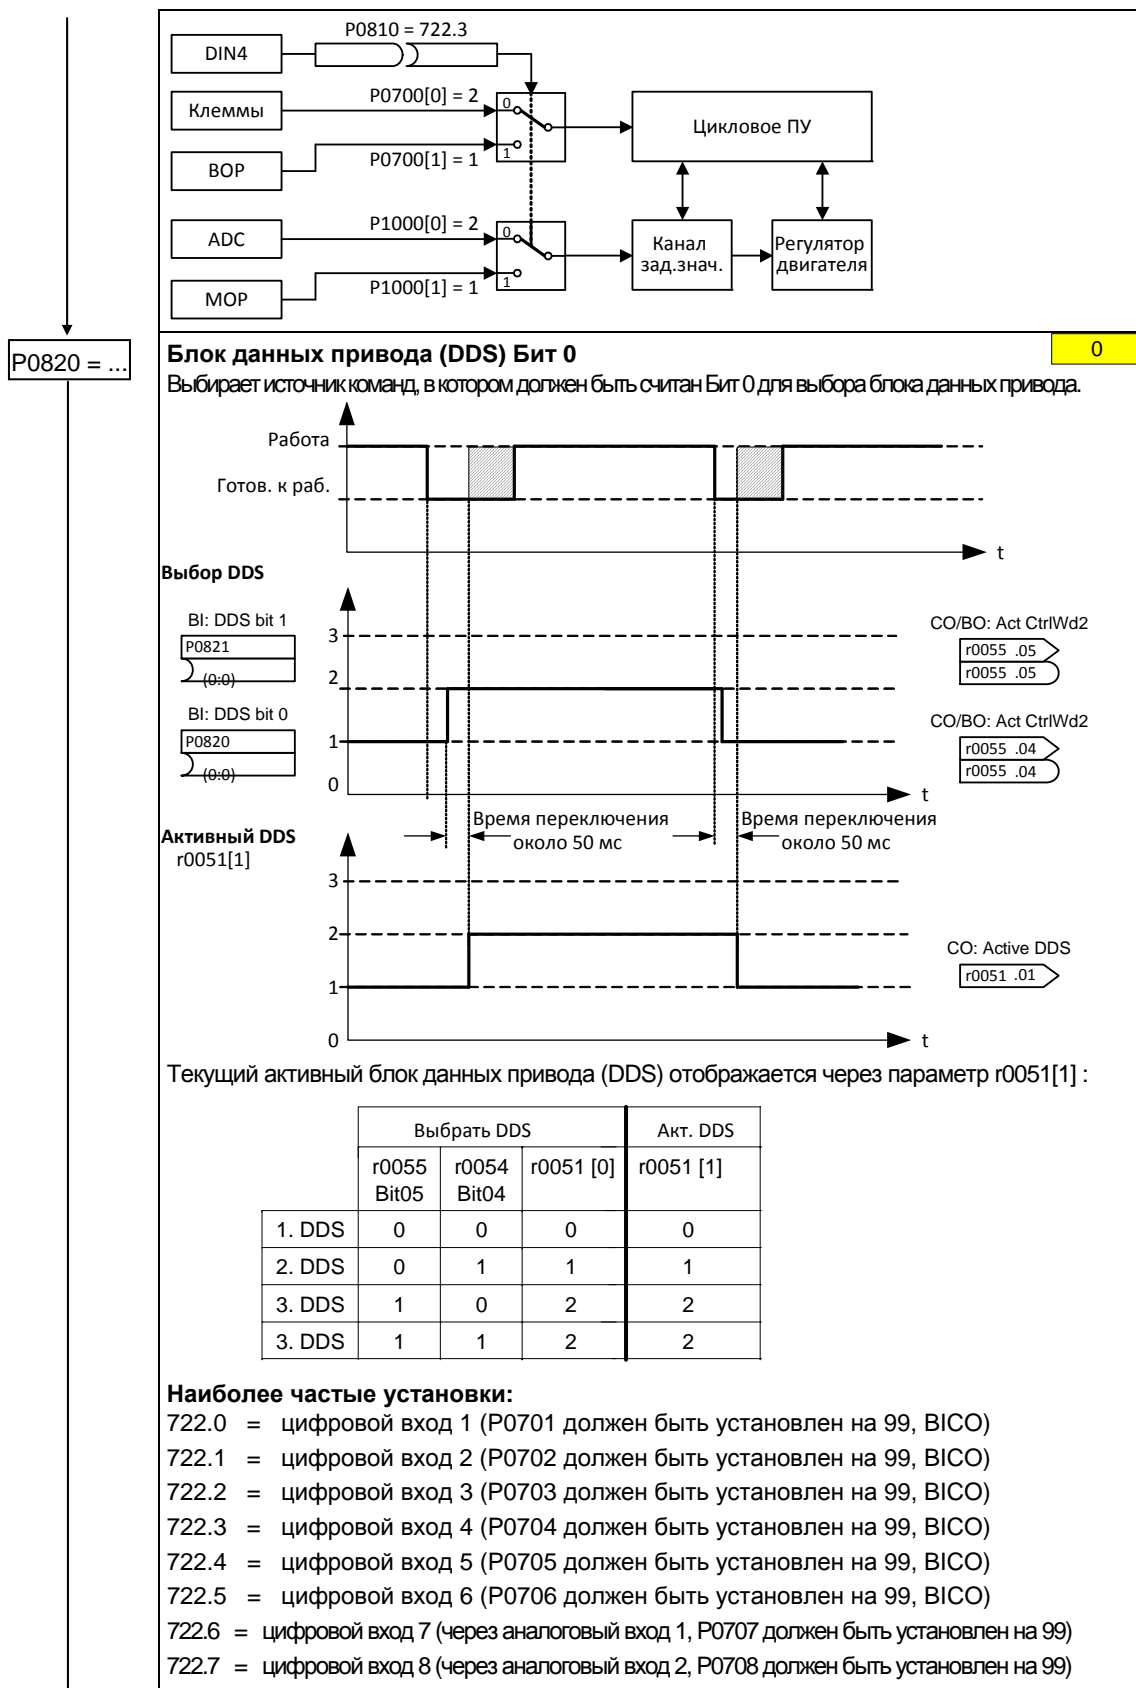 P0810 = 722.3
DIN4
Клеммы
P0700[0] = 2
0
Цикловое ПУ
BOP
P0700[1] = 1
1
ADC
P1000[0] = 2
0
Канал
зад.знач.
Регулятор
двигателя
MOP
P1000[1] = 1
1
P0820 = ...
Блок данных привода (DDS) Бит 0
0
Выбирает источник команд, в котором должен быть считан Бит 0 для выбора блока данных привода.
Работа
Готов. к раб.
t
Выбор DDS
BI: DDS bit 1
P0821
(0:0)
BI: DDS bit 0
P0820
(0:0)
3
2
1
0
t
CO/BO: Act CtrlWd2
r0055 .05
r0055 .05
CO/BO: Act CtrlWd2
r0055 .04
r0055 .04
Время переключения
около 50 мс
Время переключения
около 50 мс
Активный DDS
r0051[1]
3
2
1
0
t
CO: Active DDS
r0051 .01
Текущий активный блок данных привода (DDS) отображается через параметр r0051[1] :
Выбрать DDS Акт. DDS
r0055 Bit05 r0054 Bit04 r0051 [0] r0051 [1]
1. DDS 0 0 0 0
2. DDS 0 1 1 1
3. DDS 1 0 2 2
3. DDS 1 1 2 2
Наиболее частые установки:
722.0 = цифровой вход 1 (P0701 должен быть установлен на 99, BICO)
722.1 = цифровой вход 2 (P0702 должен быть установлен на 99, BICO)
722.2 = цифровой вход 3 (P0703 должен быть установлен на 99, BICO)
722.3 = цифровой вход 4 (P0704 должен быть установлен на 99, BICO)
722.4 = цифровой вход 5 (P0705 должен быть установлен на 99, BICO)
722.5 = цифровой вход 6 (P0706 должен быть установлен на 99, BICO)
722.6 = цифровой вход 7 (через аналоговый вход 1, P0707 должен быть установлен на 99)
722.7 = цифровой вход 8 (через аналоговый вход 2, P0708 должен быть установлен на 99)